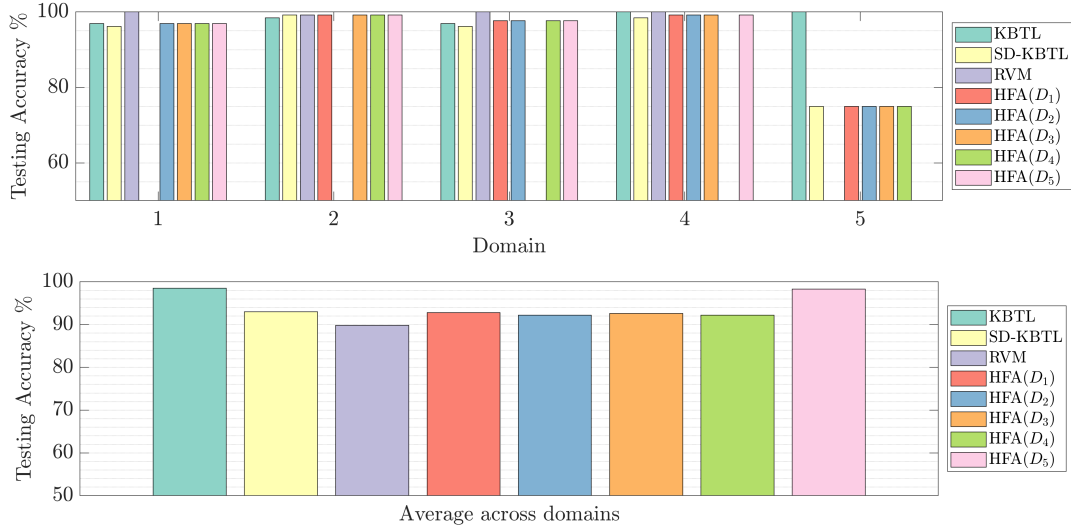 Testing Accuracy %
100
80
60
1 2 3 4 5
Domain
KBTL
SD-KBTL
RVM
HFA(D₁)
HFA(D₂)
HFA(D₃)
HFA(D₄)
HFA(D₅)
Testing Accuracy %
100
90
80
70
60
50
Average across domains
KBTL
SD-KBTL
RVM
HFA(D₁)
HFA(D₂)
HFA(D₃)
HFA(D₄)
HFA(D₅)